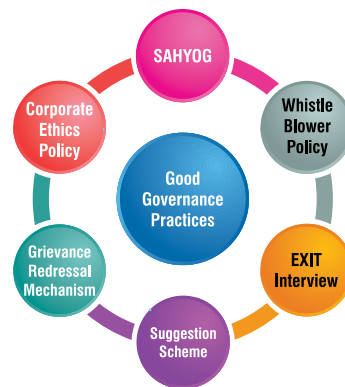 SAHYOG
Corporate
Ethics
Policy
Whistle
Blower
Policy
Good
Governance
Practices
Grievance
Redressal
Mechanism
EXIT
Interview
Suggestion
Scheme